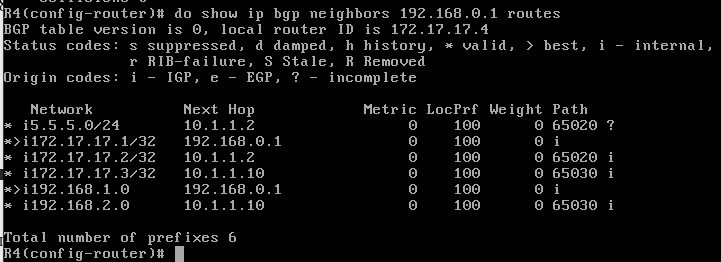 R4(config-router)# do show ip bgp neighbors 192.168.0.1 routes
BGP table version is 0, local router ID is 172.17.17.4
Status codes: s suppressed, d damped, h history, * valid, > best, i - internal,
r RIB-failure, S Stale, R Removed
Origin codes: i - IGP, e - EGP, ? - incomplete
Network Next Hop Metric LocPrf Weight Path
* i5.5.5.0/24 10.1.1.2 0 100 0 65020 ?
*>i172.17.17.1/32 192.168.0.1 0 100 0 i
* i172.17.17.2/32 10.1.1.2 0 100 0 65020 i
* i172.17.17.3/32 10.1.1.10 0 100 0 65030 i
*>i192.168.1.0 192.168.0.1 0 100 0 i
* i192.168.2.0 10.1.1.10 0 100 0 65030 i
Total number of prefixes 6
R4(config-router)#